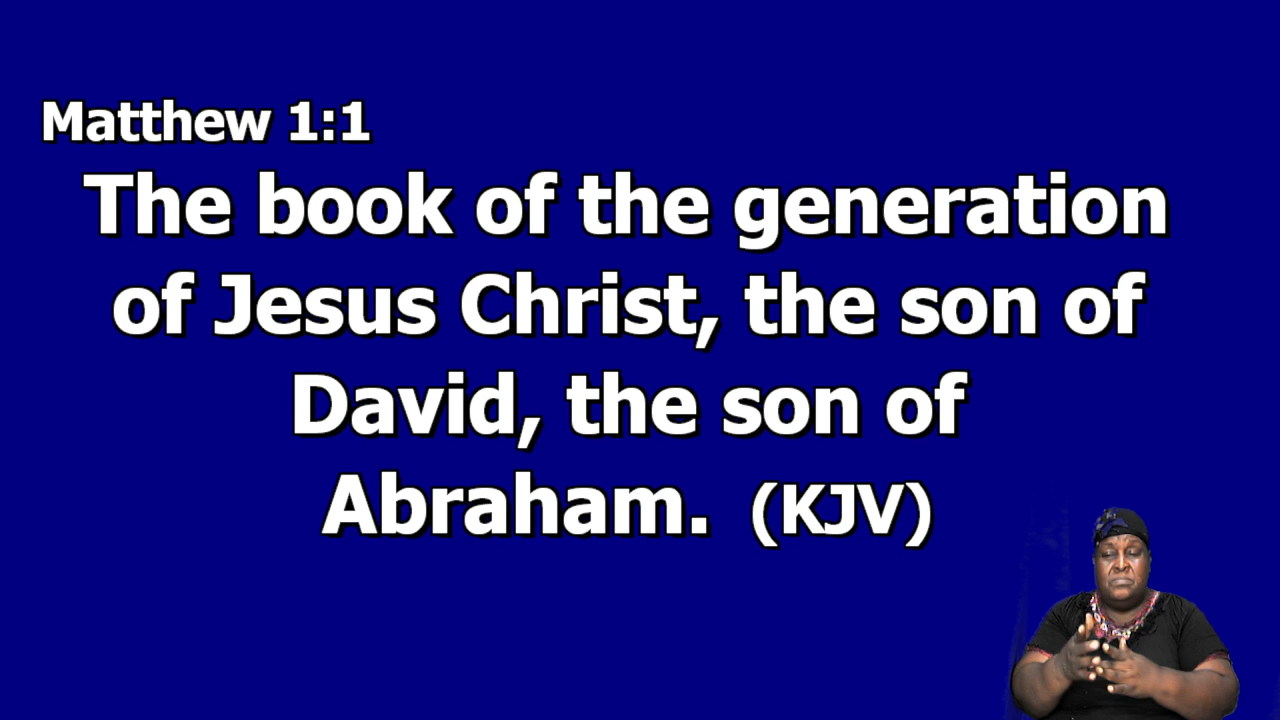 Matthew 1:1
The book of the generation
of Jesus Christ, the son of
David, the son of
Abraham. (KJV)